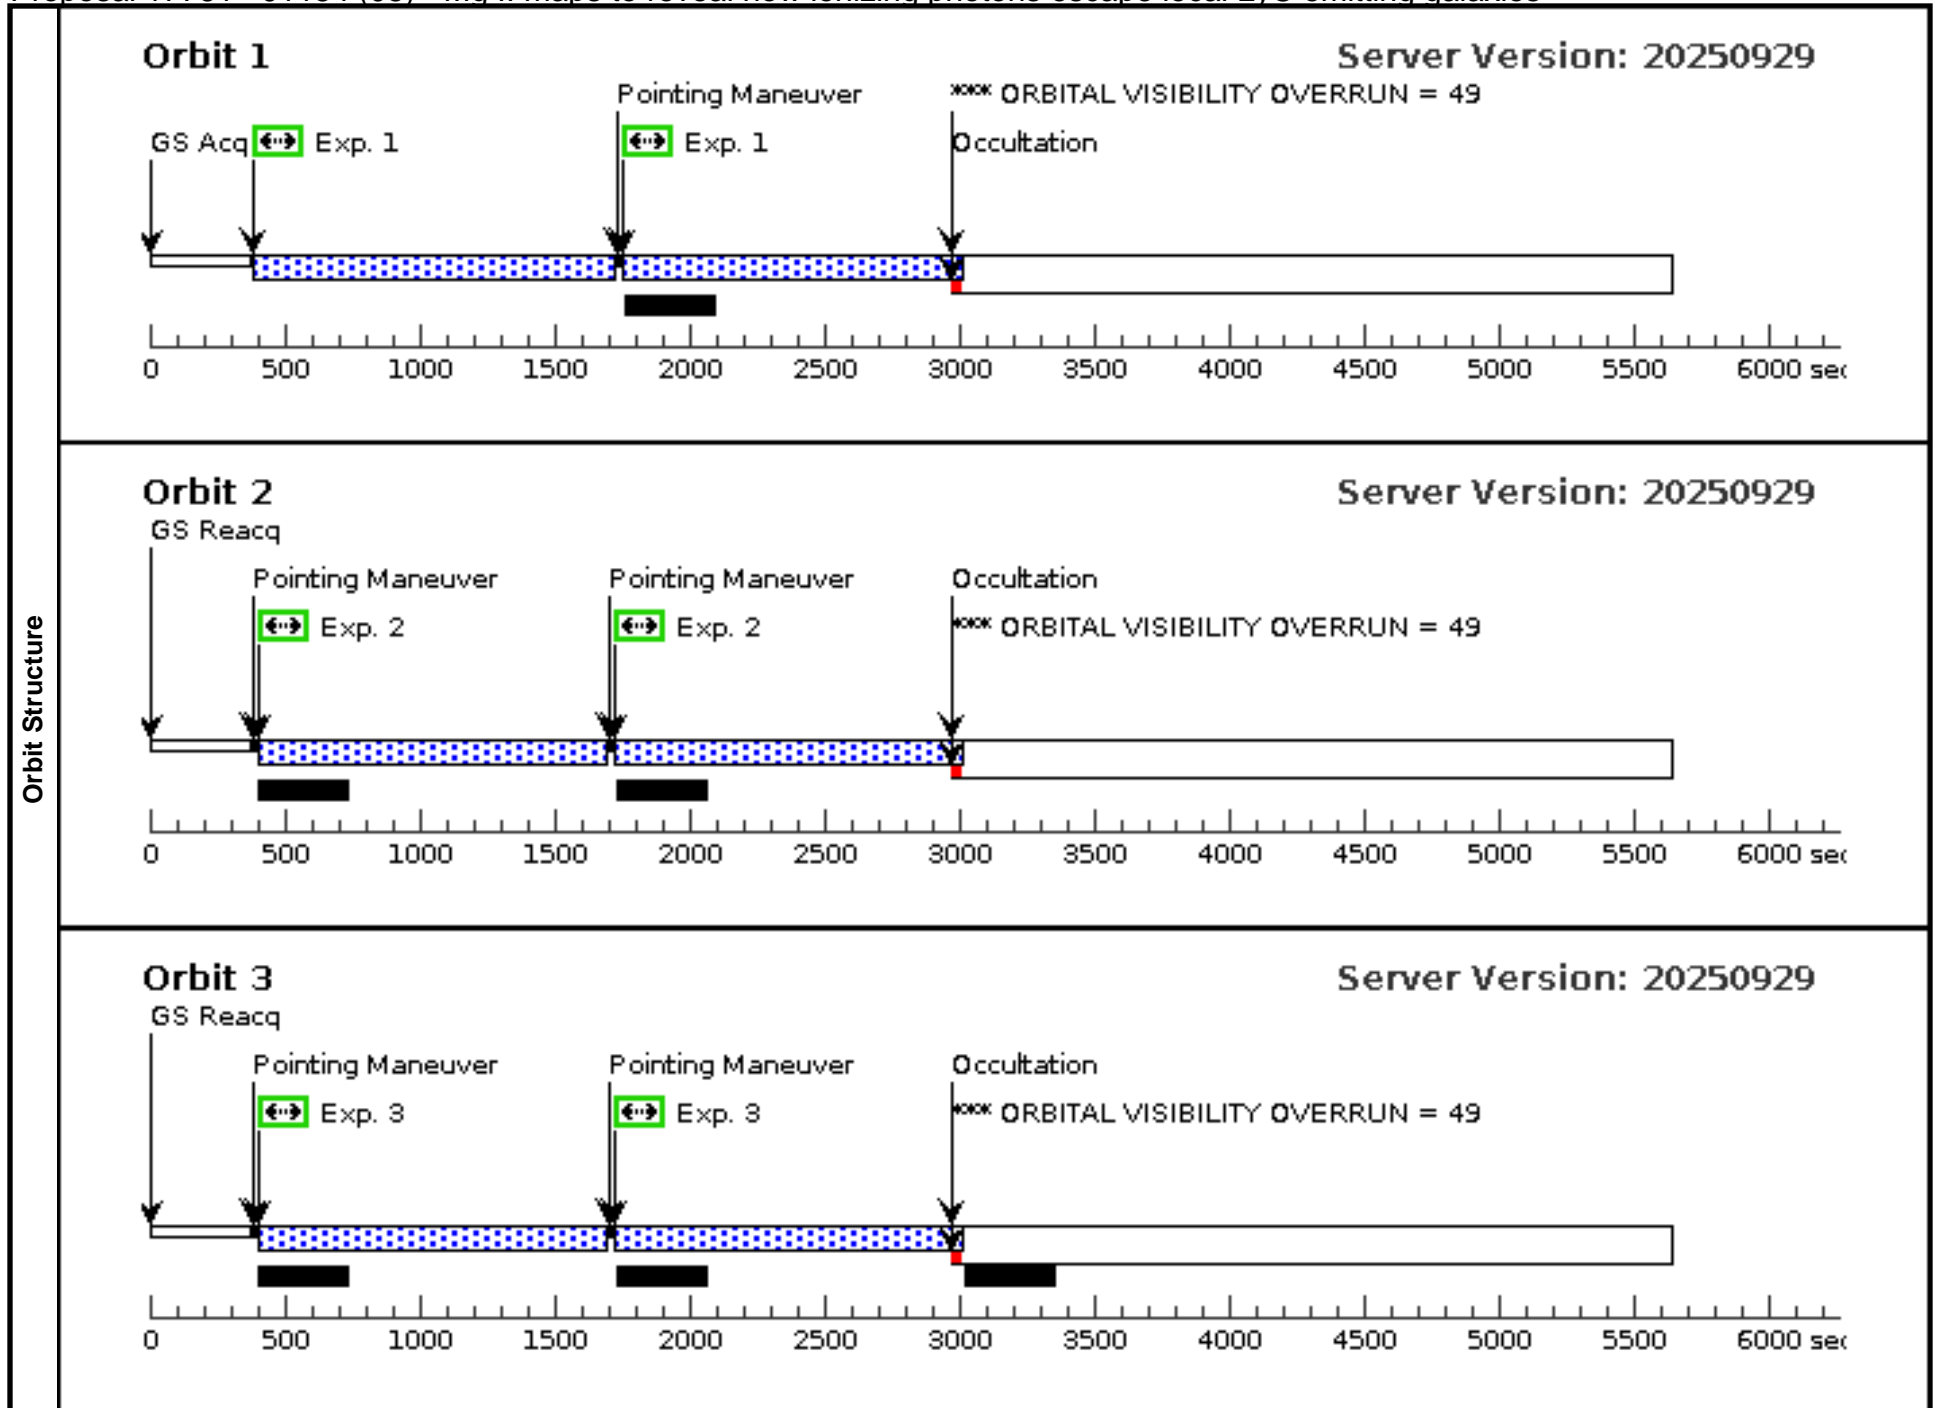 Orbit Structure
Orbit 1
Server Version: 20250929
Pointing Maneuver
*** ORBITAL VISIBILITY OVERRUN = 49
GS Acq
Exp. 1
Exp. 1
Occultation
0 500 1000 1500 2000 2500 3000 3500 4000 4500 5000 5500 6000 sec
Orbit 2
Server Version: 20250929
GS Reacq
Pointing Maneuver
Pointing Maneuver
Occultation
Exp. 2
Exp. 2
*** ORBITAL VISIBILITY OVERRUN = 49
0 500 1000 1500 2000 2500 3000 3500 4000 4500 5000 5500 6000 sec
Orbit 3
Server Version: 20250929
GS Reacq
Pointing Maneuver
Pointing Maneuver
Occultation
Exp. 3
Exp. 3
*** ORBITAL VISIBILITY OVERRUN = 49
0 500 1000 1500 2000 2500 3000 3500 4000 4500 5000 5500 6000 sec